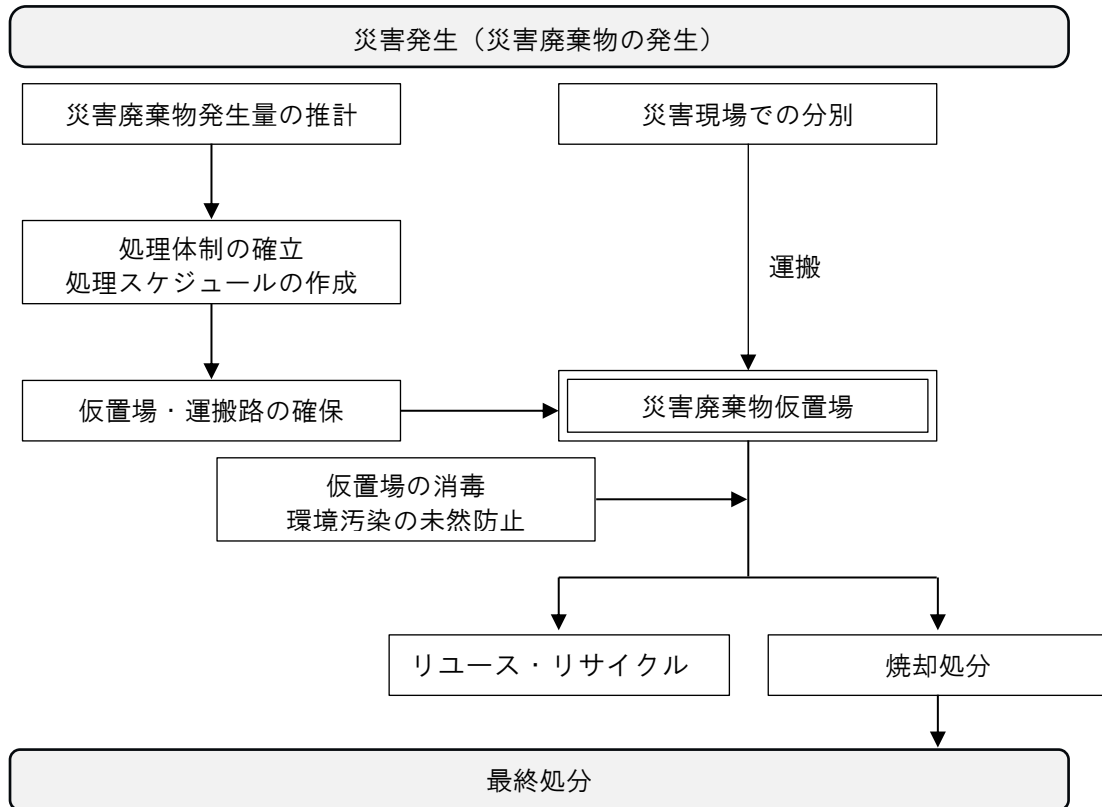 災害発生（災害廃棄物の発生）
災害廃棄物発生量の推計
災害現場での分別
処理体制の確立
処理スケジュールの作成
運搬
仮置場・運搬路の確保
災害廃棄物仮置場
仮置場の消毒
環境汚染の未然防止
リユース・リサイクル
焼却処分
最終処分